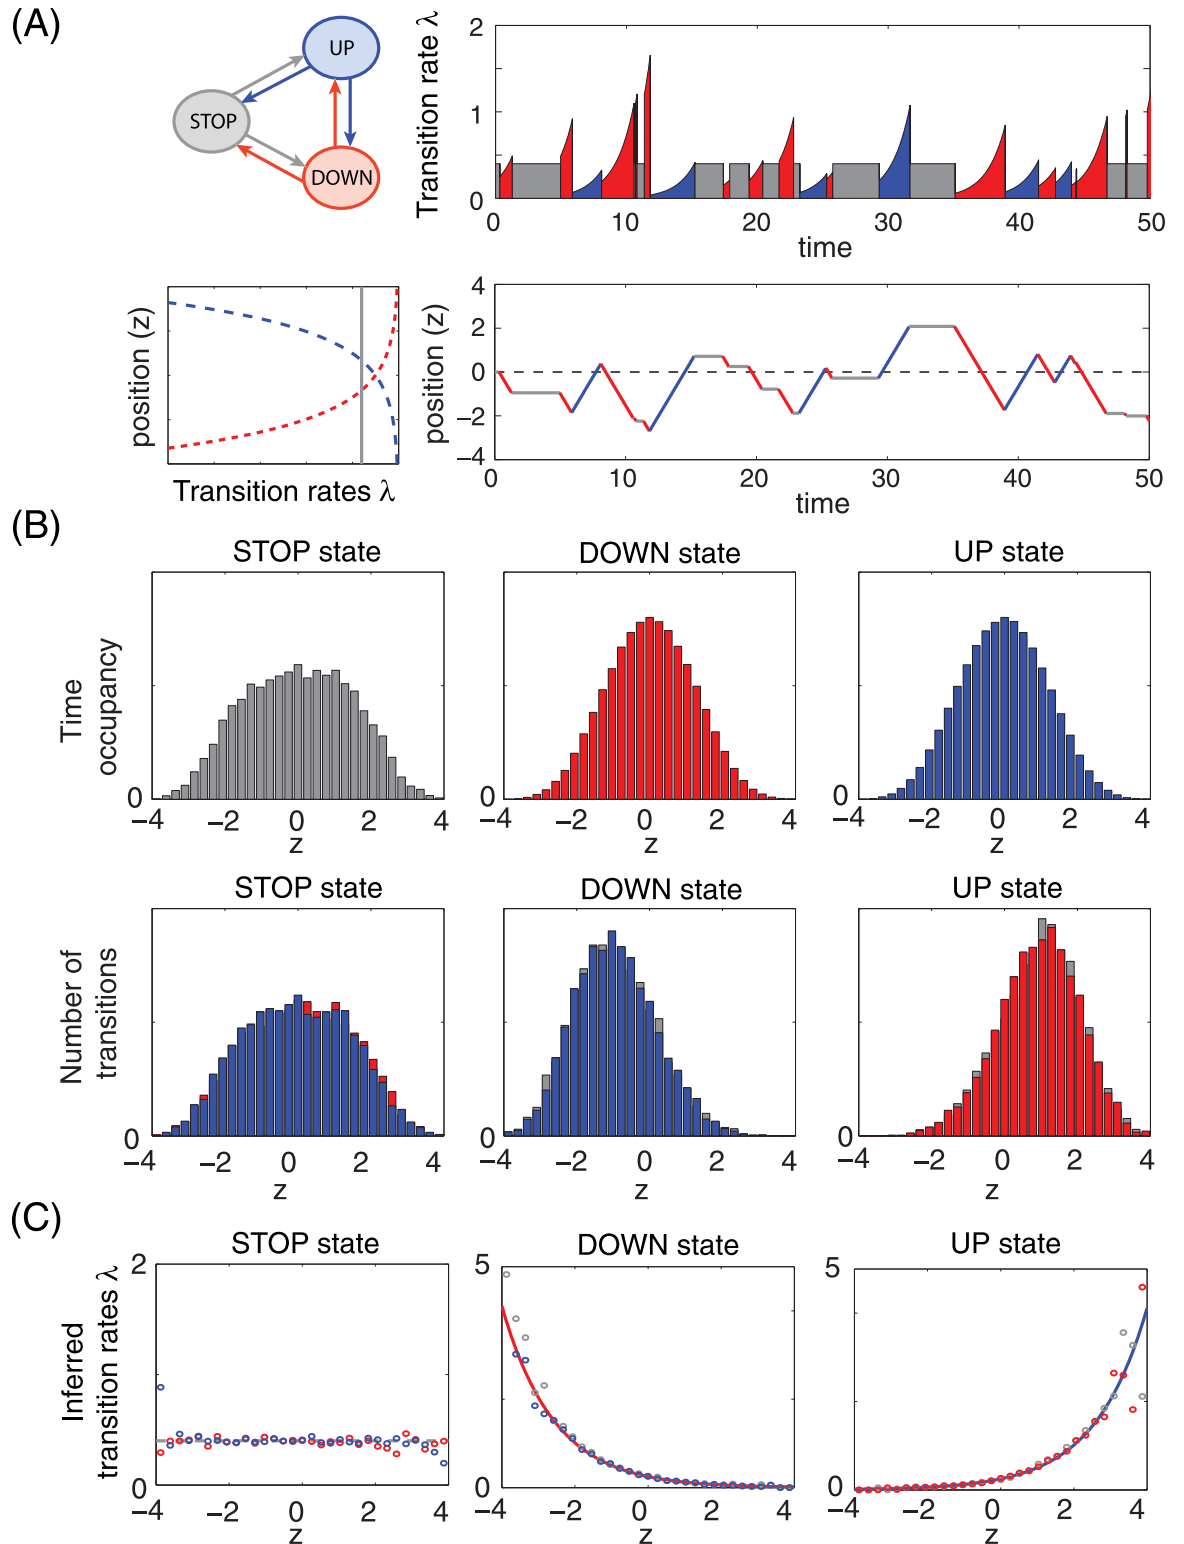 (A)
UP
STOP
DOWN
Transition rate λ
2
1
0
0 10 20 30 40 50
time
position (z)
Transition rates λ
position (z)
4
2
0
−2
−4
0 10 20 30 40 50
time
(B)
STOP state DOWN state UP state
Time
occupancy
0 0 0
−4 −2 0 2 4 −4 −2 0 2 4 −4 −2 0 2 4
z z z
STOP state DOWN state UP state
Number of
transitions
0 0 0
−4 −2 0 2 4 −4 −2 0 2 4 −4 −2 0 2 4
z z z
(C)
STOP state DOWN state UP state
Inferred
transition rates λ
2 5 5
0 0 0
−4 −2 0 2 4 −4 −2 0 2 4 −4 −2 0 2 4
z z z